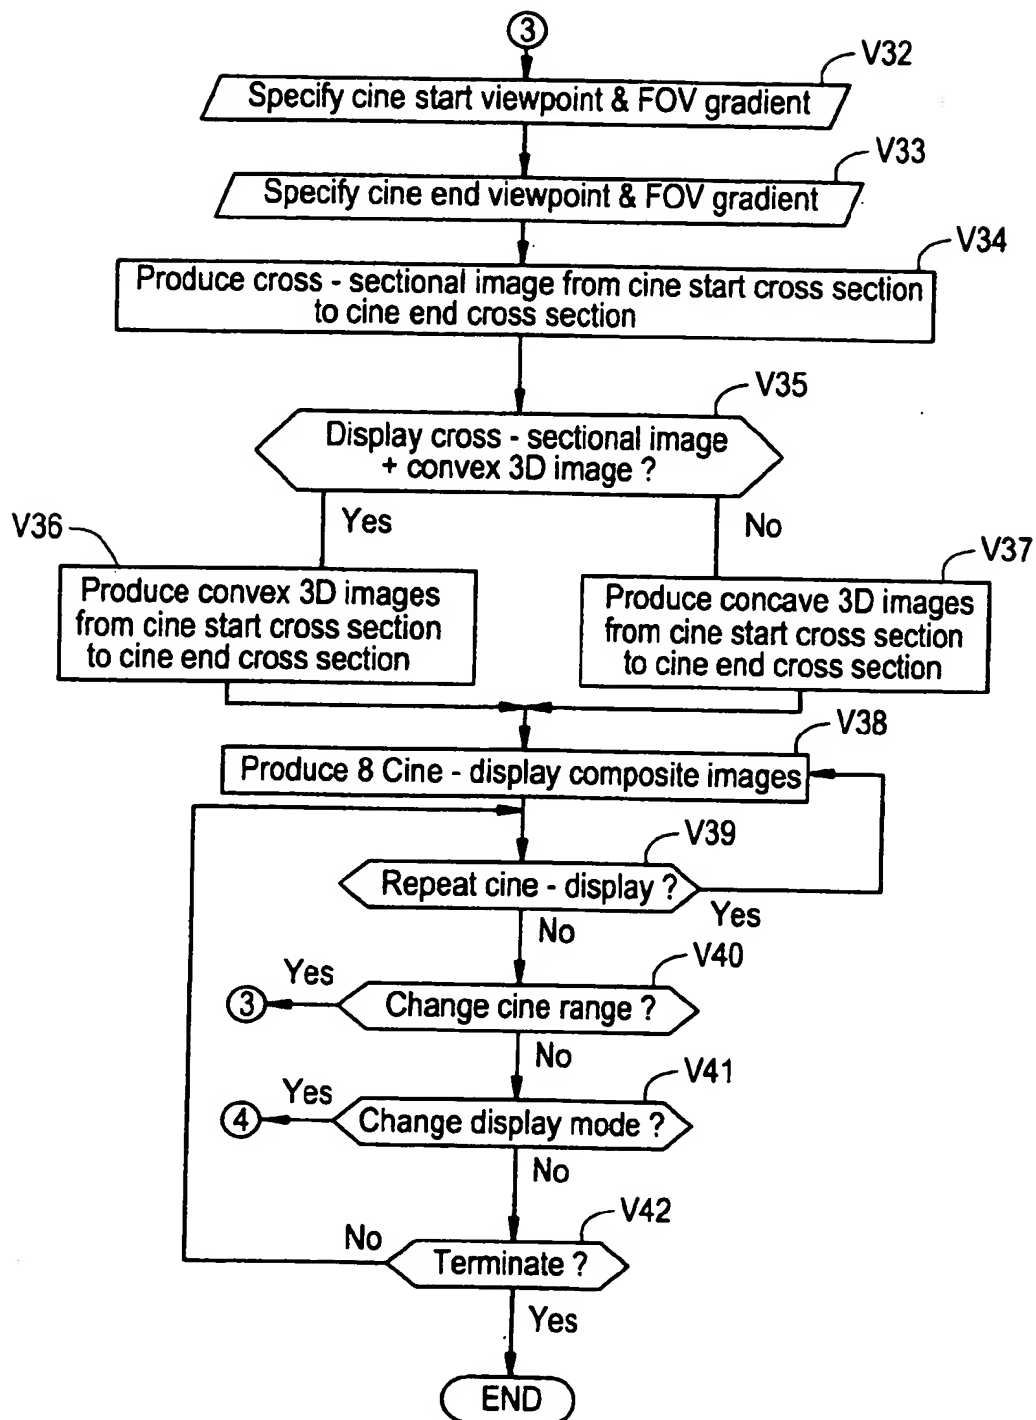 3
V32
Specify cine start viewpoint & FOV gradient
V33
Specify cine end viewpoint & FOV gradient
V34
Produce cross - sectional image from cine start cross section
to cine end cross section
V35
Display cross - sectional image
+ convex 3D image ?
Yes
No
V36
V37
Produce convex 3D images
from cine start cross section
to cine end cross section
Produce concave 3D images
from cine start cross section
to cine end cross section
V38
Produce 8 Cine - display composite images
V39
Repeat cine - display ?
Yes
No
V40
Yes
3
Change cine range ?
No
V41
Yes
4
Change display mode ?
No
V42
No
Terminate ?
Yes
END